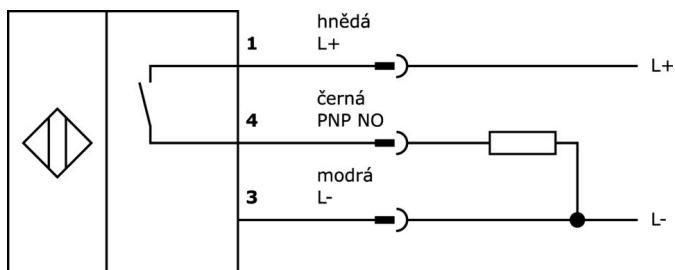 hnědá
1 L+
L+
černá
4 PNP NO
modrá
3 L-
L-